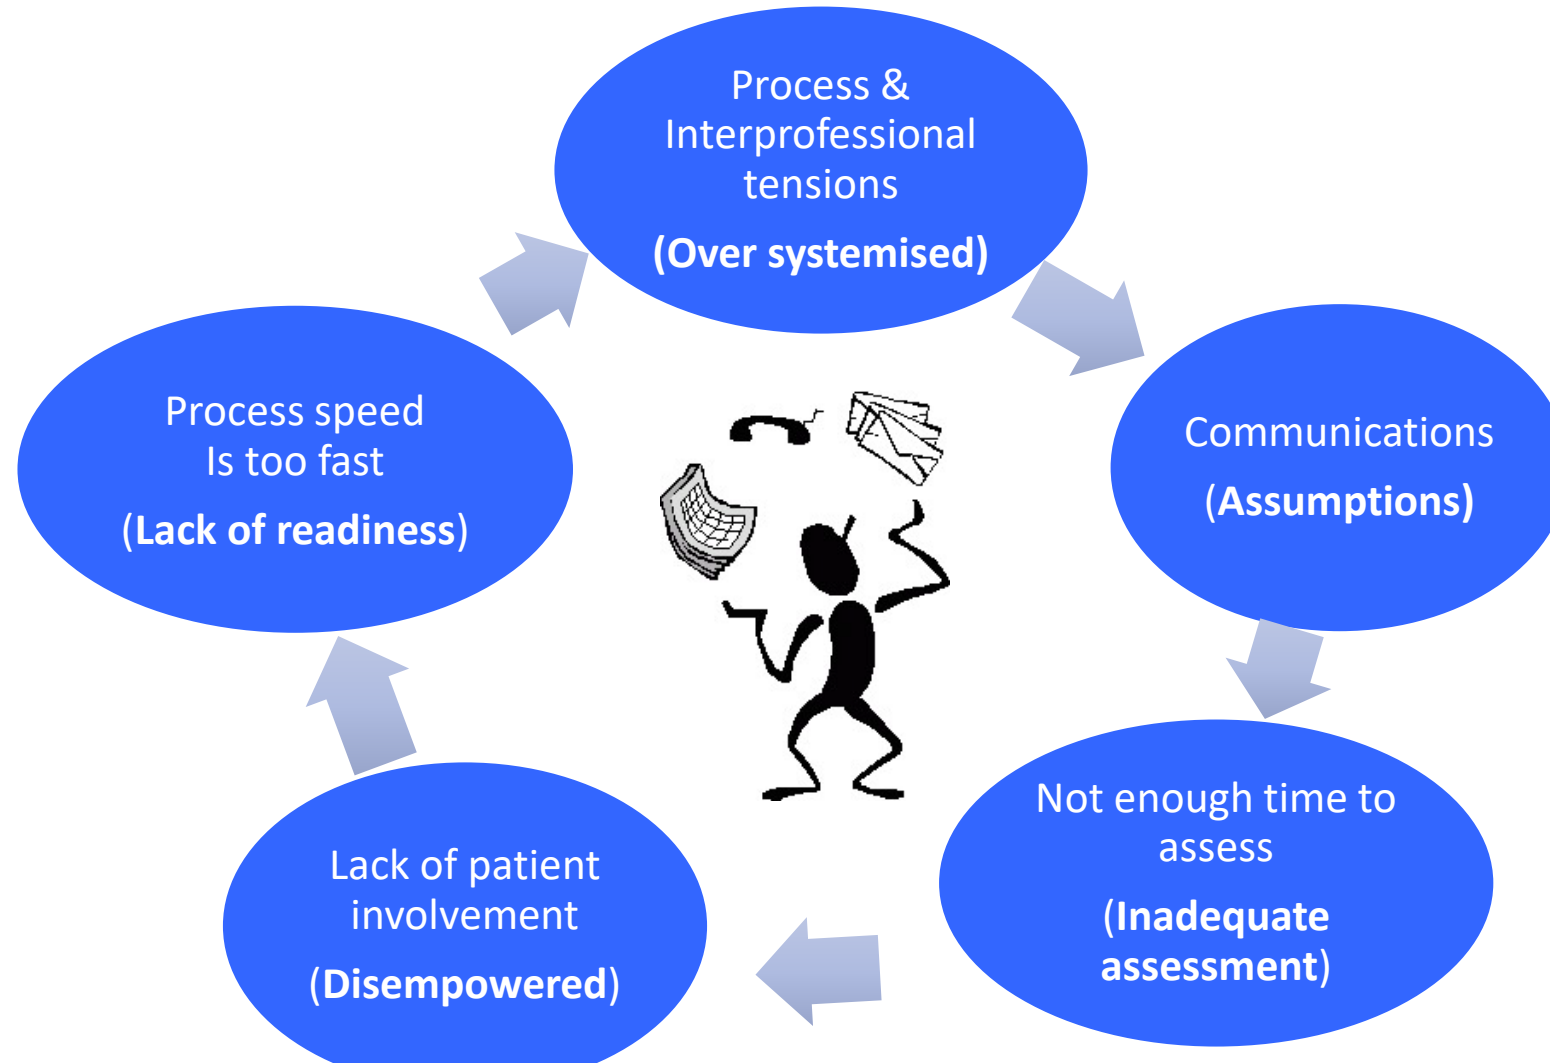 Process &
Interprofessional
tensions
(Over systemised)
Communications
(Assumptions)
Not enough time to
assess
(Inadequate
assessment)
Lack of patient
involvement
(Disempowered)
Process speed
Is too fast
(Lack of readiness)